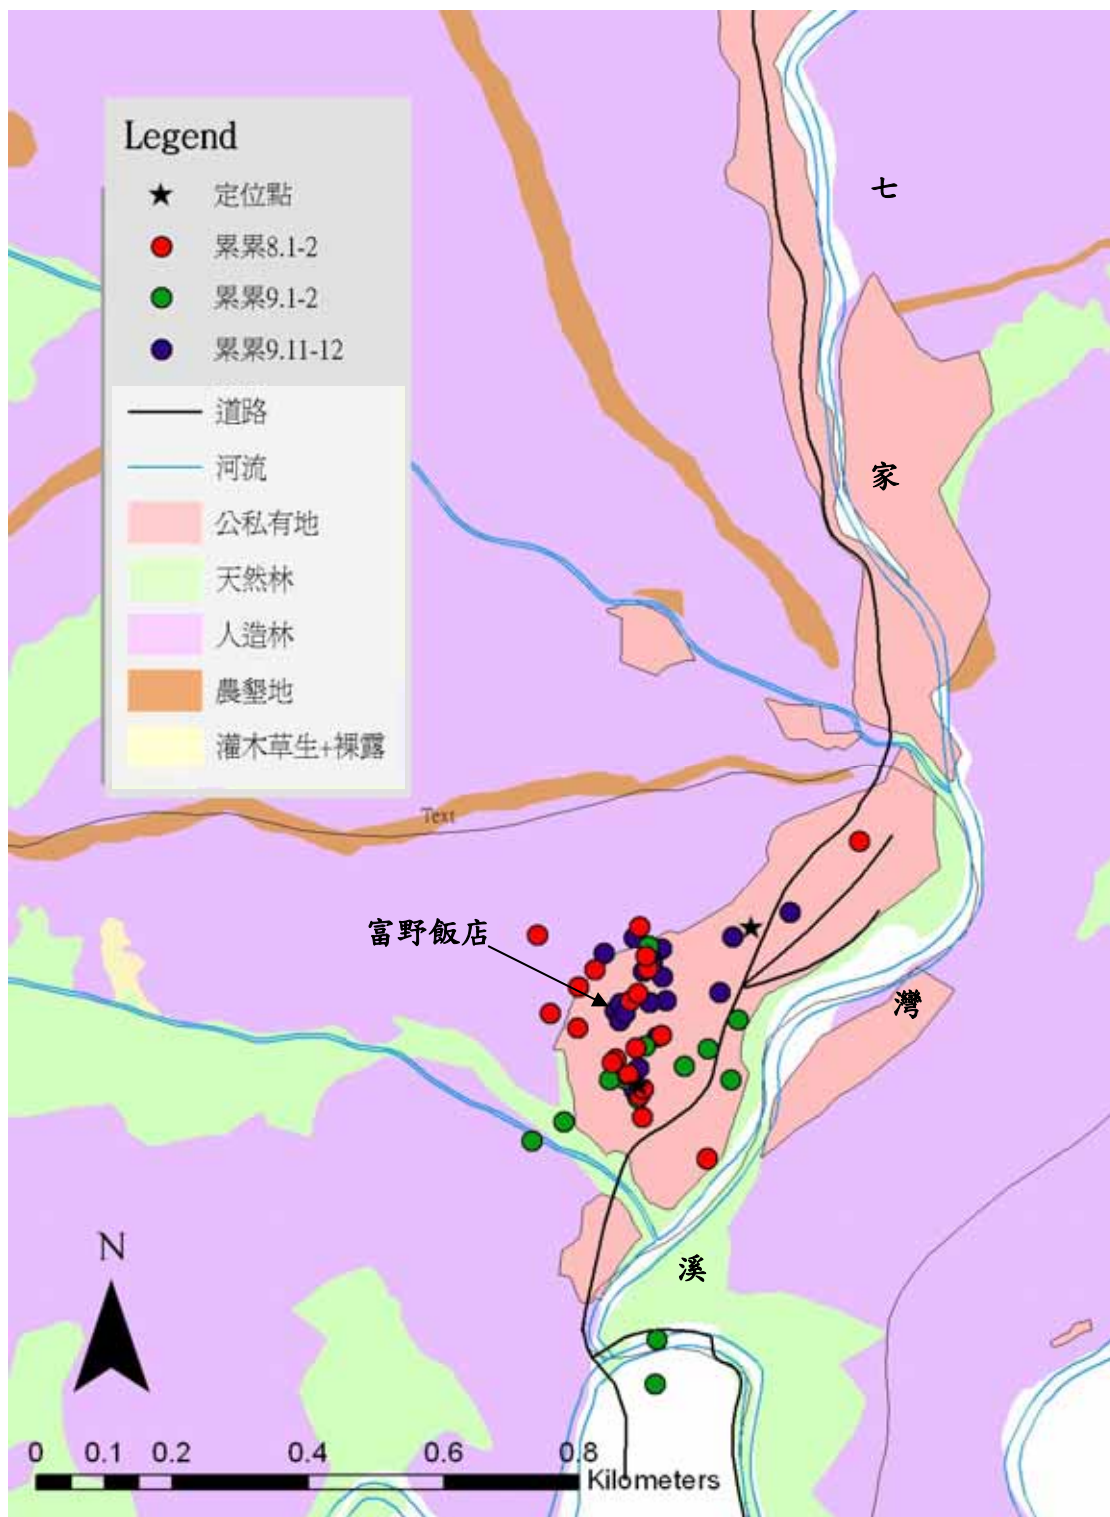 Legend
定位點
累累8.1-2
累累9.1-2
累累9.11-12
道路
河流
公私有地
天然林
人造林
農墾地
灌木草生+裸露
七
家
灣
溪
Text
富野飯店
N
0 0.1 0.2 0.4 0.6 0.8
Kilometers